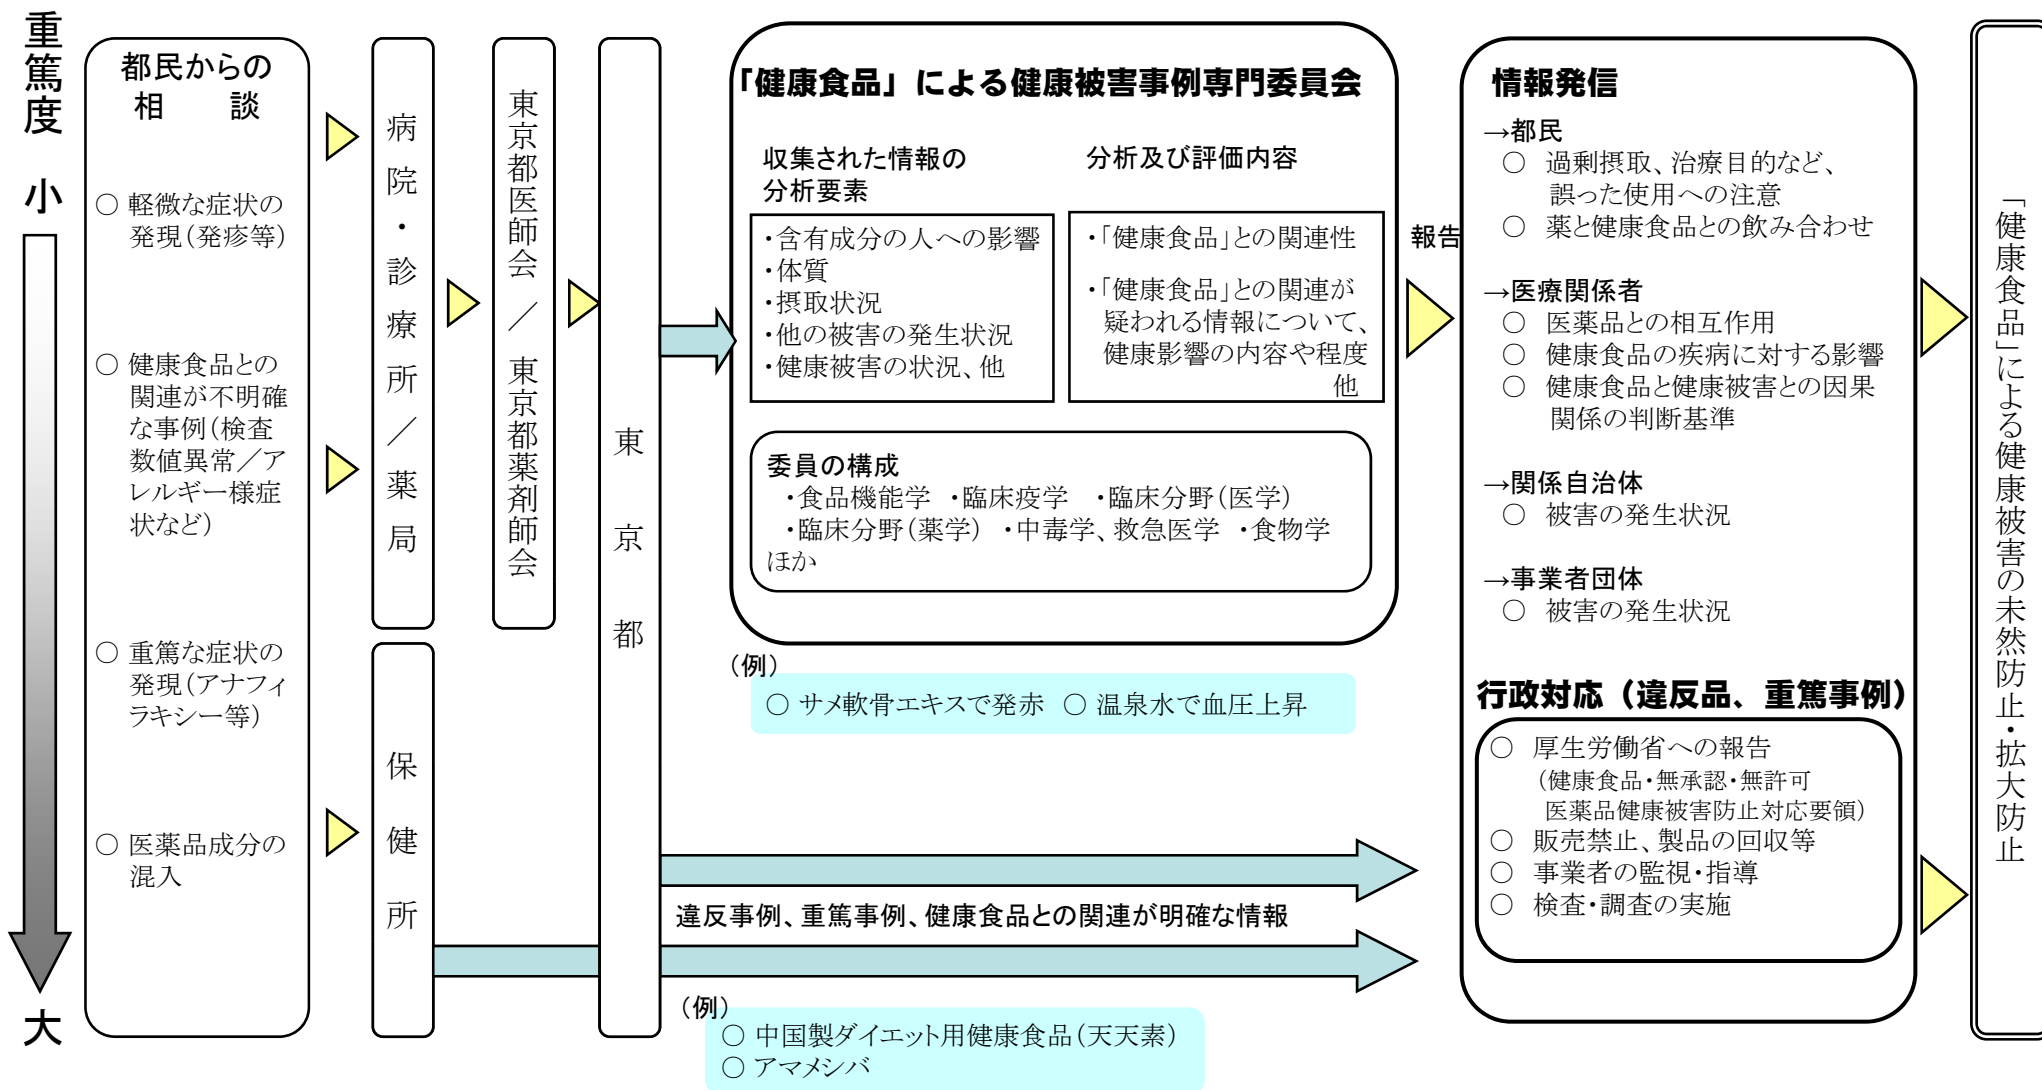 重篤度
小
大
都民からの
相　談
○ 軽微な症状の
発現（発疹等）
○ 健康食品との
関連が不明確
な事例（検査
数値異常／ア
レルギー様症
状など）
○ 重篤な症状の
発現（アナフィ
ラキシー等）
○ 医薬品成分の
混入
病院・診療所／薬局
保健所
東京都医師会／東京都薬剤師会
東京都
「健康食品」による健康被害事例専門委員会
収集された情報の
分析要素
・含有成分の人への影響
・体質
・摂取状況
・他の被害の発生状況
・健康被害の状況、他
分析及び評価内容
・「健康食品」との関連性
・「健康食品」との関連が
疑われる情報について、
健康影響の内容や程度
他
委員の構成
・食品機能学　・臨床疫学　・臨床分野（医学）
・臨床分野（薬学）　・中毒学、救急医学　・食物学
ほか
（例）
○ サメ軟骨エキスで発赤　○ 温泉水で血圧上昇
違反事例、重篤事例、健康食品との関連が明確な情報
（例）
○ 中国製ダイエット用健康食品（天天素）
○ アマメシバ
報告
情報発信
→都民
○　過剰摂取、治療目的など、
誤った使用への注意
○　薬と健康食品との飲み合わせ
→医療関係者
○　医薬品との相互作用
○　健康食品の疾病に対する影響
○　健康食品と健康被害との因果
関係の判断基準
→関係自治体
○　被害の発生状況
→事業者団体
○　被害の発生状況
行政対応（違反品、重篤事例）
○　厚生労働省への報告
（健康食品・無承認・無許可
医薬品健康被害防止対応要領）
○　販売禁止、製品の回収等
○　事業者の監視・指導
○　検査・調査の実施
「健康食品」による健康被害の未然防止・拡大防止